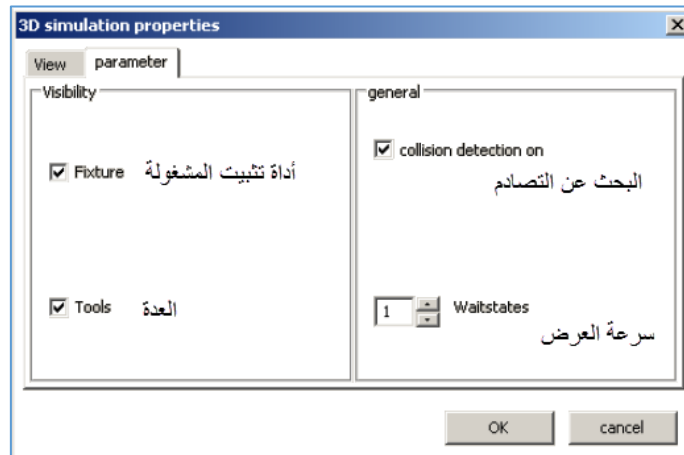 3D simulation properties
View
parameter
Visibility
Fixture أداة تثبيت المشغولة
Tools العدة
general
collision detection on
البحث عن التصادم
1 Waitstates
سرعة العرض
OK
cancel